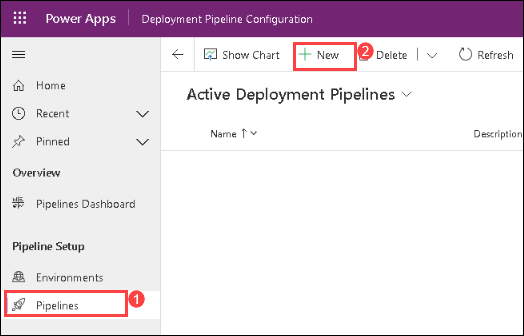 Power Apps Deployment Pipeline Configuration
Show Chart New 2 Delete Refresh
Home
Active Deployment Pipelines
Recent
Name Description
Pinned
Overview
Pipelines Dashboard
Pipeline Setup
Environments
Pipelines 1